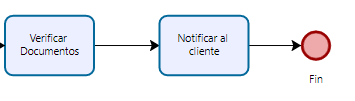 Verificar
Documentos
Notificar al
cliente
Fin